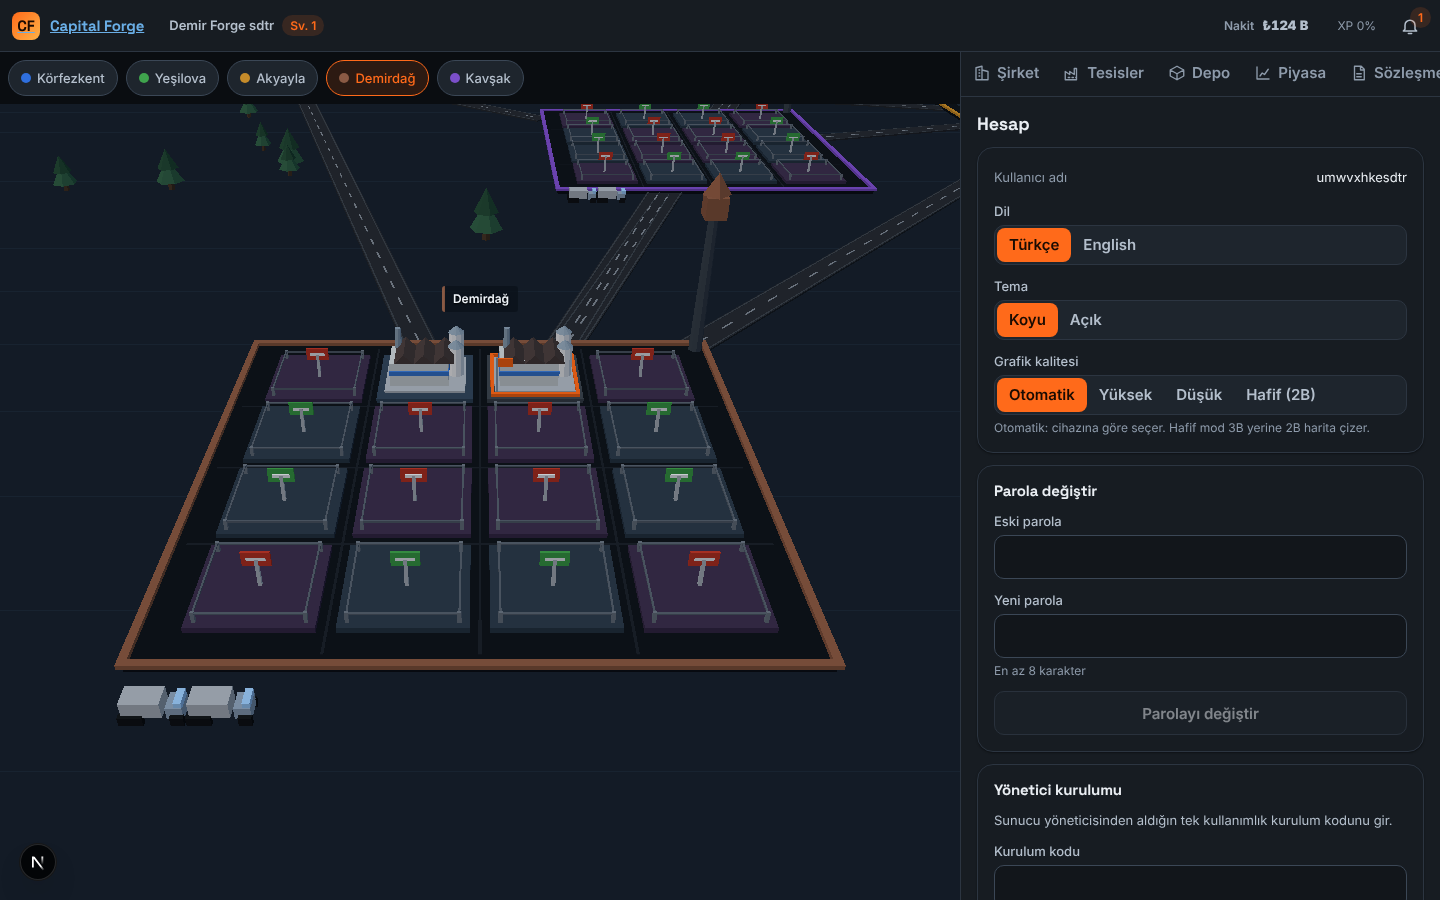 CF Capital Forge Demir Forge sdtr Sv. 1 Nakit ₺124 B XP 0% 1
Körfezkent Yeşilova Akyayla Demirdağ Kavşak
Şirket Tesisler Depo Piyasa Sözleşme
Demirdağ
N
Hesap
Kullanıcı adı umwvxhkesdtr
Dil
Türkçe English
Tema
Koyu Açık
Grafik kalitesi
Otomatik Yüksek Düşük Hafif (2B)
Otomatik: cihazına göre seçer. Hafif mod 3B yerine 2B harita çizer.
Parola değiştir
Eski parola
Yeni parola
En az 8 karakter
Parolayı değiştir
Yönetici kurulumu
Sunucu yöneticisinden aldığın tek kullanımlık kurulum kodunu gir.
Kurulum kodu